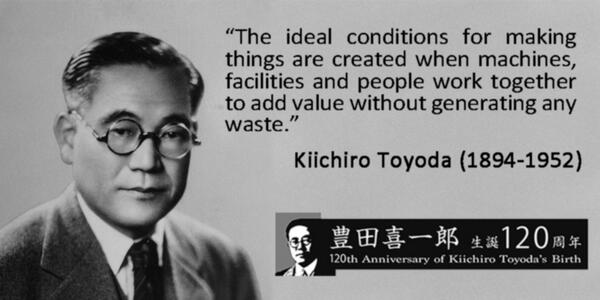 “The ideal conditions for making
things are created when machines,
facilities and people work together
to add value without generating any
waste.”
Kiichiro Toyoda (1894-1952)
豊田喜一郎 生誕120周年
120th Anniversary of Kiichiro Toyoda's Birth